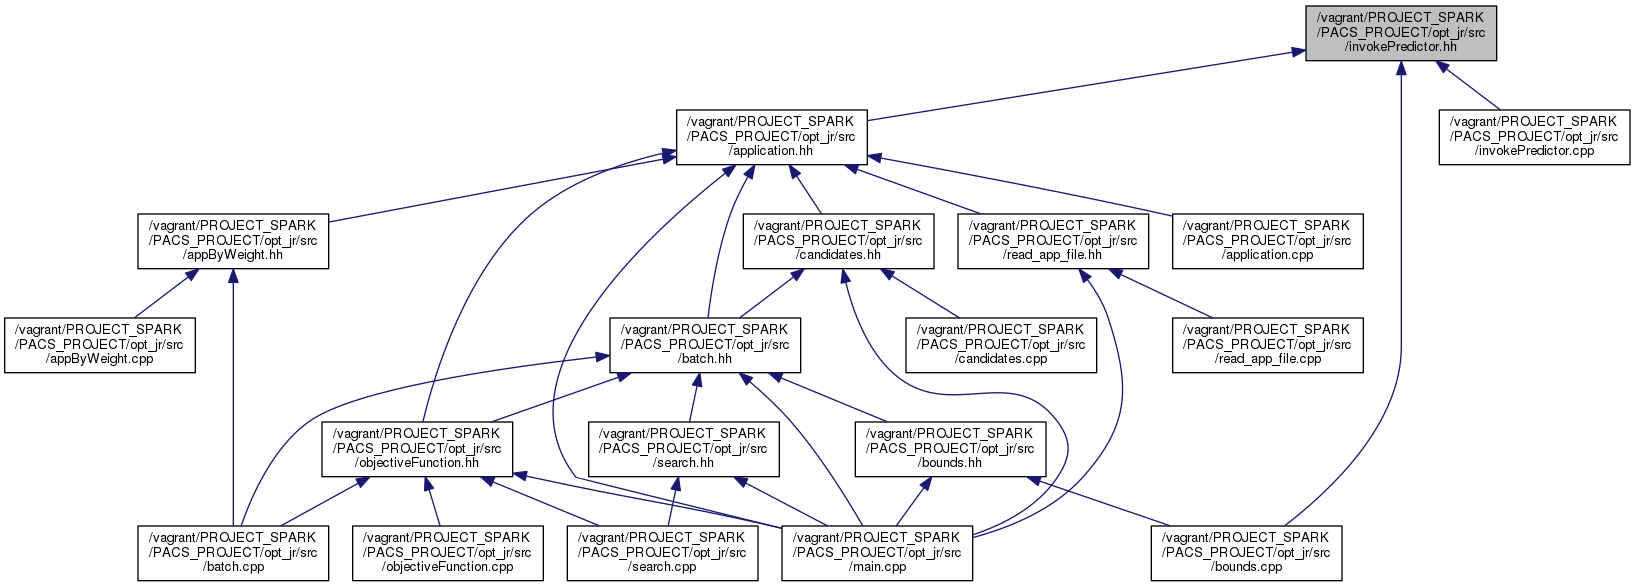 /vagrant/PROJECT_SPARK
/PACS_PROJECT/opt_jr/src
/invokePredictor.hh
/vagrant/PROJECT_SPARK
/PACS_PROJECT/opt_jr/src
/application.hh
/vagrant/PROJECT_SPARK
/PACS_PROJECT/opt_jr/src
/invokePredictor.cpp
/vagrant/PROJECT_SPARK
/PACS_PROJECT/opt_jr/src
/appByWeight.hh
/vagrant/PROJECT_SPARK
/PACS_PROJECT/opt_jr/src
/candidates.hh
/vagrant/PROJECT_SPARK
/PACS_PROJECT/opt_jr/src
/read_app_file.hh
/vagrant/PROJECT_SPARK
/PACS_PROJECT/opt_jr/src
/application.cpp
/vagrant/PROJECT_SPARK
/PACS_PROJECT/opt_jr/src
/appByWeight.cpp
/vagrant/PROJECT_SPARK
/PACS_PROJECT/opt_jr/src
/batch.hh
/vagrant/PROJECT_SPARK
/PACS_PROJECT/opt_jr/src
/candidates.cpp
/vagrant/PROJECT_SPARK
/PACS_PROJECT/opt_jr/src
/read_app_file.cpp
/vagrant/PROJECT_SPARK
/PACS_PROJECT/opt_jr/src
/objectiveFunction.hh
/vagrant/PROJECT_SPARK
/PACS_PROJECT/opt_jr/src
/search.hh
/vagrant/PROJECT_SPARK
/PACS_PROJECT/opt_jr/src
/bounds.hh
/vagrant/PROJECT_SPARK
/PACS_PROJECT/opt_jr/src
/batch.cpp
/vagrant/PROJECT_SPARK
/PACS_PROJECT/opt_jr/src
/objectiveFunction.cpp
/vagrant/PROJECT_SPARK
/PACS_PROJECT/opt_jr/src
/search.cpp
/vagrant/PROJECT_SPARK
/PACS_PROJECT/opt_jr/src
/main.cpp
/vagrant/PROJECT_SPARK
/PACS_PROJECT/opt_jr/src
/bounds.cpp